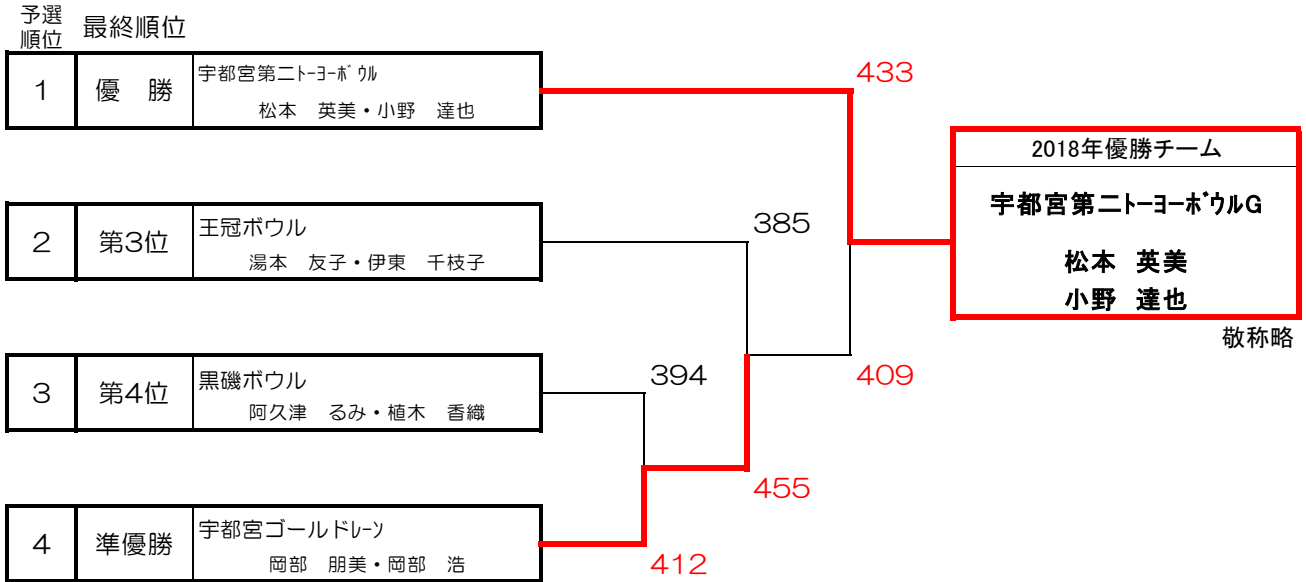 予選
順位
最終順位
1
優　勝
宇都宮第二ﾄｰﾖｰﾎﾞｳﾙ
松本　英美・小野　達也
433
2018年優勝チーム
宇都宮第二ﾄｰﾖｰﾎﾞｳﾙG
松本　英美
小野　達也
敬称略
2
第3位
王冠ボウル
湯本　友子・伊東　千枝子
385
3
第4位
黒磯ボウル
阿久津　るみ・植木　香織
394
409
455
4
準優勝
宇都宮ゴールドﾚｰﾝ
岡部　朋美・岡部　浩
412